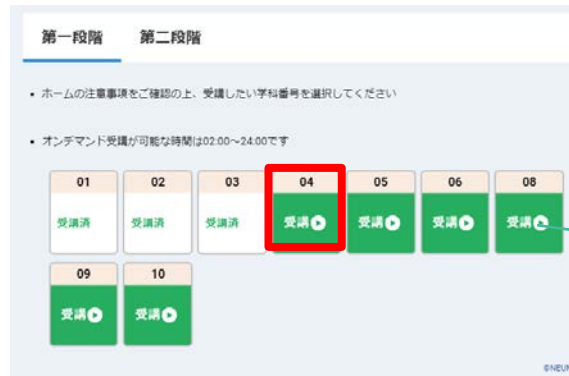 第一段階 第二段階
• ホームの注意事項をご確認の上、受講したい学科番号を選択してください
• オンデマンド受講が可能な時間は02:00～24:00です
01 02 03 04 05 06 08
受講済 受講済 受講済 受講 受講 受講 受講
09 10
受講 受講
©NEUM